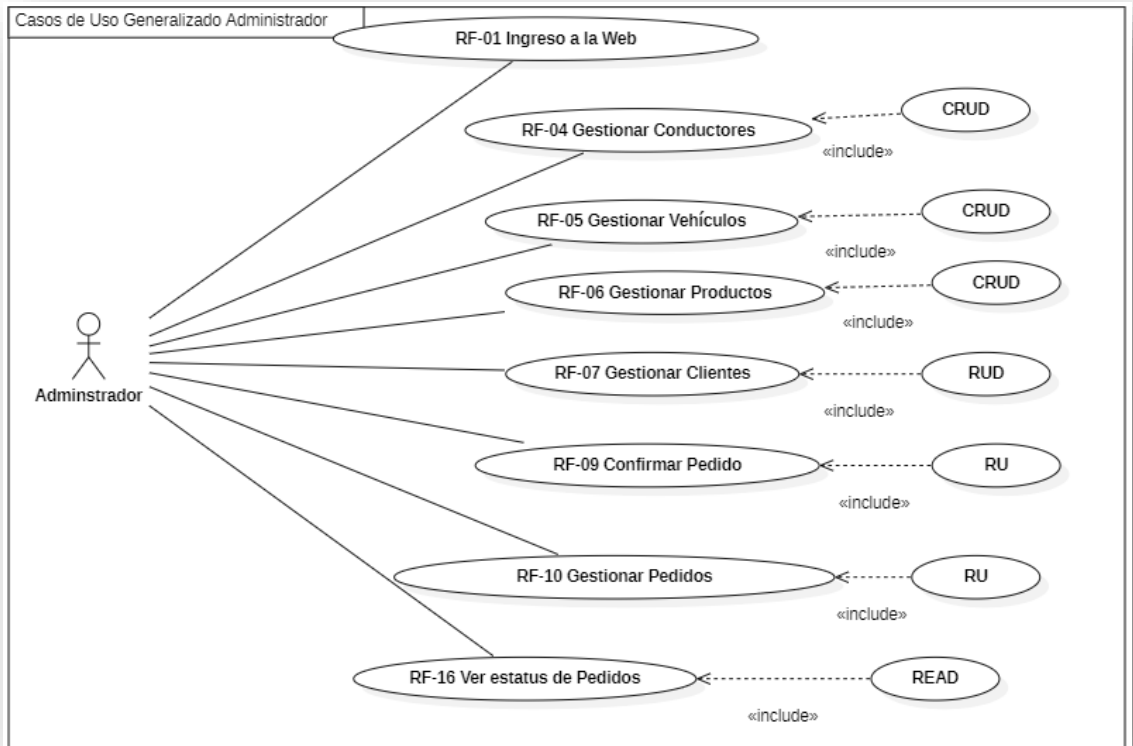 Casos de Uso Generalizado Administrador
RF-01 Ingreso a la Web
RF-04 Gestionar Conductores
CRUD
«include»
RF-05 Gestionar Vehículos
CRUD
«include»
RF-06 Gestionar Productos
CRUD
«include»
Adminstrador
RF-07 Gestionar Clientes
RUD
«include»
RF-09 Confirmar Pedido
RU
«include»
RF-10 Gestionar Pedidos
RU
«include»
RF-16 Ver estatus de Pedidos
READ
«include»